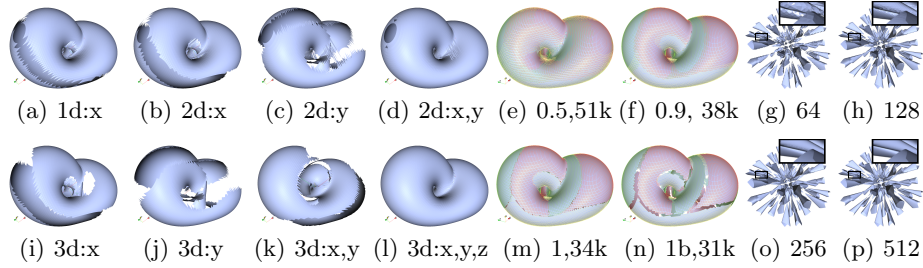 (a) 1d:x (b) 2d:x (c) 2d:y (d) 2d:x,y (e) 0.5,51k (f) 0.9, 38k (g) 64 (h) 128
(i) 3d:x (j) 3d:y (k) 3d:x,y (l) 3d:x,y,z (m) 1,34k (n) 1b,31k (o) 256 (p) 512